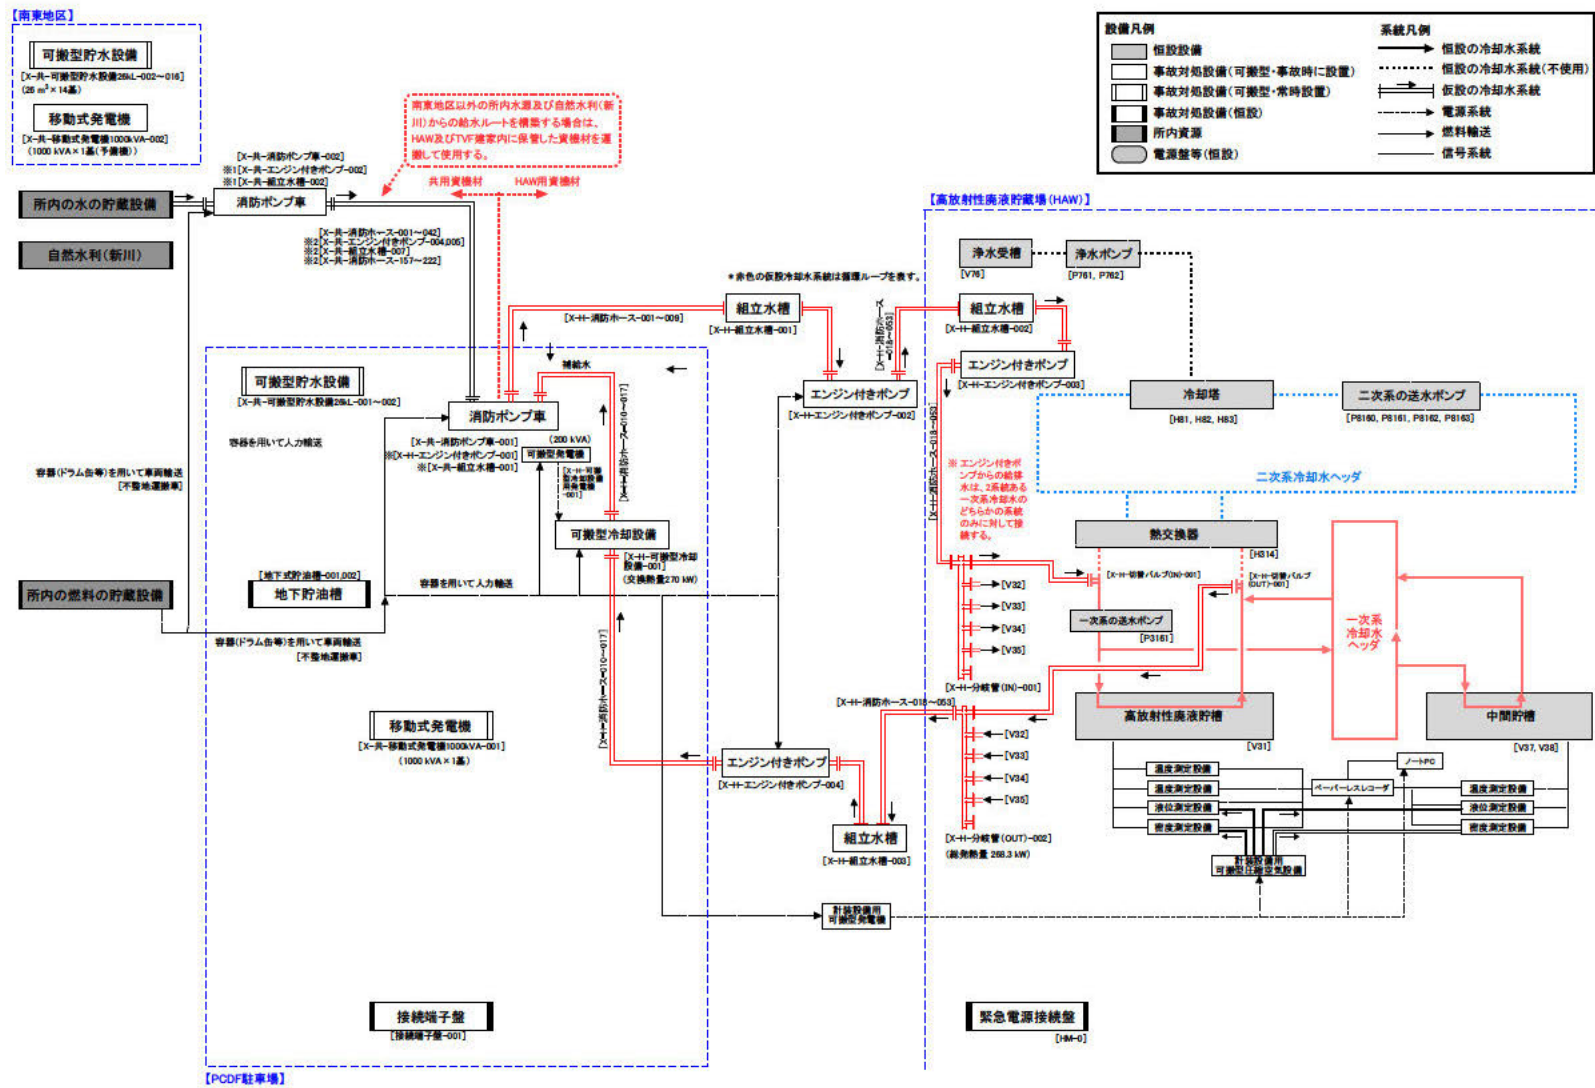 【南東地区】
可搬型貯水設備
[X-共-可搬型貯水設備26kL-002～016]
(26 m³×14基)
移動式発電機
[X-共-移動式発電機1000kVA-002]
(1000 kVA×1基(予備機))
設備凡例
恒設設備
事故対処設備(可搬型・事故時に設置)
事故対処設備(可搬型・常時設置)
事故対処設備(恒設)
所内資源
電源盤等(恒設)
系統凡例
恒設の冷却水系統
恒設の冷却水系統(不使用)
仮設の冷却水系統
電源系統
燃料輸送
信号系統
南東地区以外の所内水源及び自然水利(新
川)からの給水ルートを構築する場合は、
HAW及びTVF建家内に保管した資機材を運
搬して使用する。
共用資機材
HAW用資機材
[X-共-消防ポンプ車-002]
※1[X-共-エンジン付きポンプ-002]
※1[X-共-組立水槽-002]
消防ポンプ車
所内の水の貯蔵設備
自然水利(新川)
[X-共-消防ホース-001～042]
※2[X-共-エンジン付きポンプ-004,005]
※2[X-共-組立水槽-007]
※2[X-共-消防ホース-157～222]
【高放射性廃液貯蔵場(HAW)】
浄水受槽
[V76]
浄水ポンプ
[P761, P762]
＊赤色の仮設冷却水系統は循環ループを表す。
組立水槽
[X-H-組立水槽-001]
[X-H-消防ホース-001～009]
[X-H-消防ホース
-018～053]
組立水槽
[X-H-組立水槽-002]
エンジン付きポンプ
[X-H-エンジン付きポンプ-003]
エンジン付きポンプ
[X-H-エンジン付きポンプ-002]
可搬型貯水設備
[X-共-可搬型貯水設備26kL-001～002]
補給水
消防ポンプ車
[X-共-消防ポンプ車-001]
※[X-H-エンジン付きポンプ-001]
※[X-共-組立水槽-001]
(200 kVA)
可搬型発電機
[X-H-可搬
型冷却設備
用発電機
-001]
[X-H-消防ホース-010～017]
容器を用いて人力輸送
容器(ドラム缶等)を用いて車両輸送
[不整地運搬車]
可搬型冷却設備
[X-H-可搬型冷却
設備-001]
(交換熱量270 kW)
冷却塔
[H81, H82, H83]
二次系の送水ポンプ
[P8160, P8161, P8162, P8163]
二次系冷却水ヘッダ
[X-H-消防ホース-018～053]
※ エンジン付きポ
ンプからの給排
水は、2系統ある
一次系冷却水の
どちらかの系統
のみに対して接
続する。
熱交換器
[H314]
[X-H-切替バルブ(IN)-001]
[X-H-切替バルブ
(OUT)-001]
[V32]
[V33]
[V34]
[V35]
[X-H-分岐管(IN)-001]
一次系の送水ポンプ
[P3161]
一次系
冷却水
ヘッダ
[地下式貯油槽-001,002]
地下貯油槽
容器を用いて人力輸送
所内の燃料の貯蔵設備
容器(ドラム缶等)を用いて車両輸送
[不整地運搬車]
[X-H-消防ホース-010～017]
移動式発電機
[X-共-移動式発電機1000kVA-001]
(1000 kVA×1基)
[X-H-消防ホース-018～053]
エンジン付きポンプ
[X-H-エンジン付きポンプ-004]
組立水槽
[X-H-組立水槽-003]
[V32]
[V33]
[V34]
[V35]
[X-H-分岐管(OUT)-002]
(総発熱量 268.3 kW)
高放射性廃液貯槽
[V31]
中間貯槽
[V37, V38]
温度測定設備
温度測定設備
液位測定設備
密度測定設備
ノートPC
ペーパーレスレコーダ
温度測定設備
液位測定設備
密度測定設備
計装設備用
可搬型圧縮空気設備
計装設備用
可搬型発電機
接続端子盤
[接続端子盤-001]
緊急電源接続盤
[HM-0]
【PCDF駐車場】